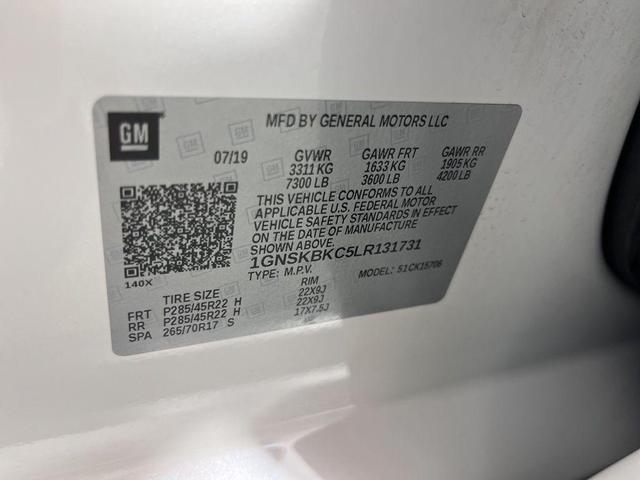 GM
MFD BY GENERAL MOTORS LLC
07/19 GVWR GAWR FRT GAWR RR
3311 KG 1633 KG 1905 KG
7300 LB 3600 LB 4200 LB
THIS VEHICLE CONFORMS TO ALL
APPLICABLE U.S. FEDERAL MOTOR
VEHICLE SAFETY STANDARDS IN EFFECT
ON THE DATE OF MANUFACTURE
SHOWN ABOVE.
1GNSKBKC5LR131731
140X
TYPE: M.P.V. MODEL: 51CK15706
TIRE SIZE RIM
FRT P285/45R22 H 22X9J
RR P285/45R22 H 22X9J
SPA 265/70R17 S 17X7.5J